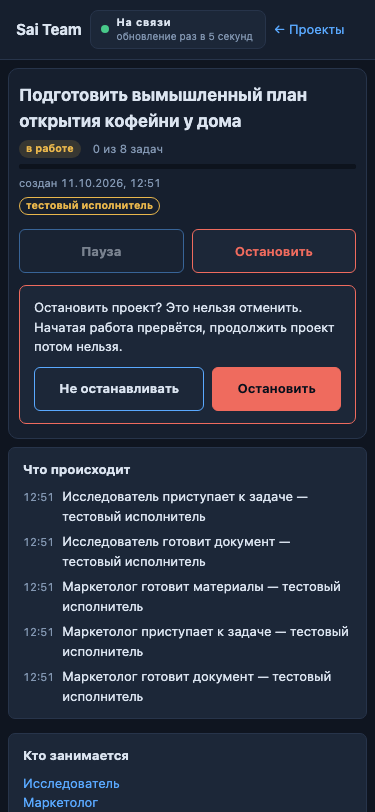 Sai Team
На связи
обновление раз в 5 секунд
← Проекты
Подготовить вымышленный план
открытия кофейни у дома
в работе
0 из 8 задач
создан 11.10.2026, 12:51
тестовый исполнитель
Пауза
Остановить
Остановить проект? Это нельзя отменить.
Начатая работа прервётся, продолжить проект
потом нельзя.
Не останавливать
Остановить
Что происходит
12:51 Исследователь приступает к задаче —
тестовый исполнитель
12:51 Исследователь готовит документ —
тестовый исполнитель
12:51 Маркетолог готовит материалы — тестовый
исполнитель
12:51 Маркетолог приступает к задаче — тестовый
исполнитель
12:51 Маркетолог готовит документ — тестовый
исполнитель
Кто занимается
Исследователь
Маркетолог